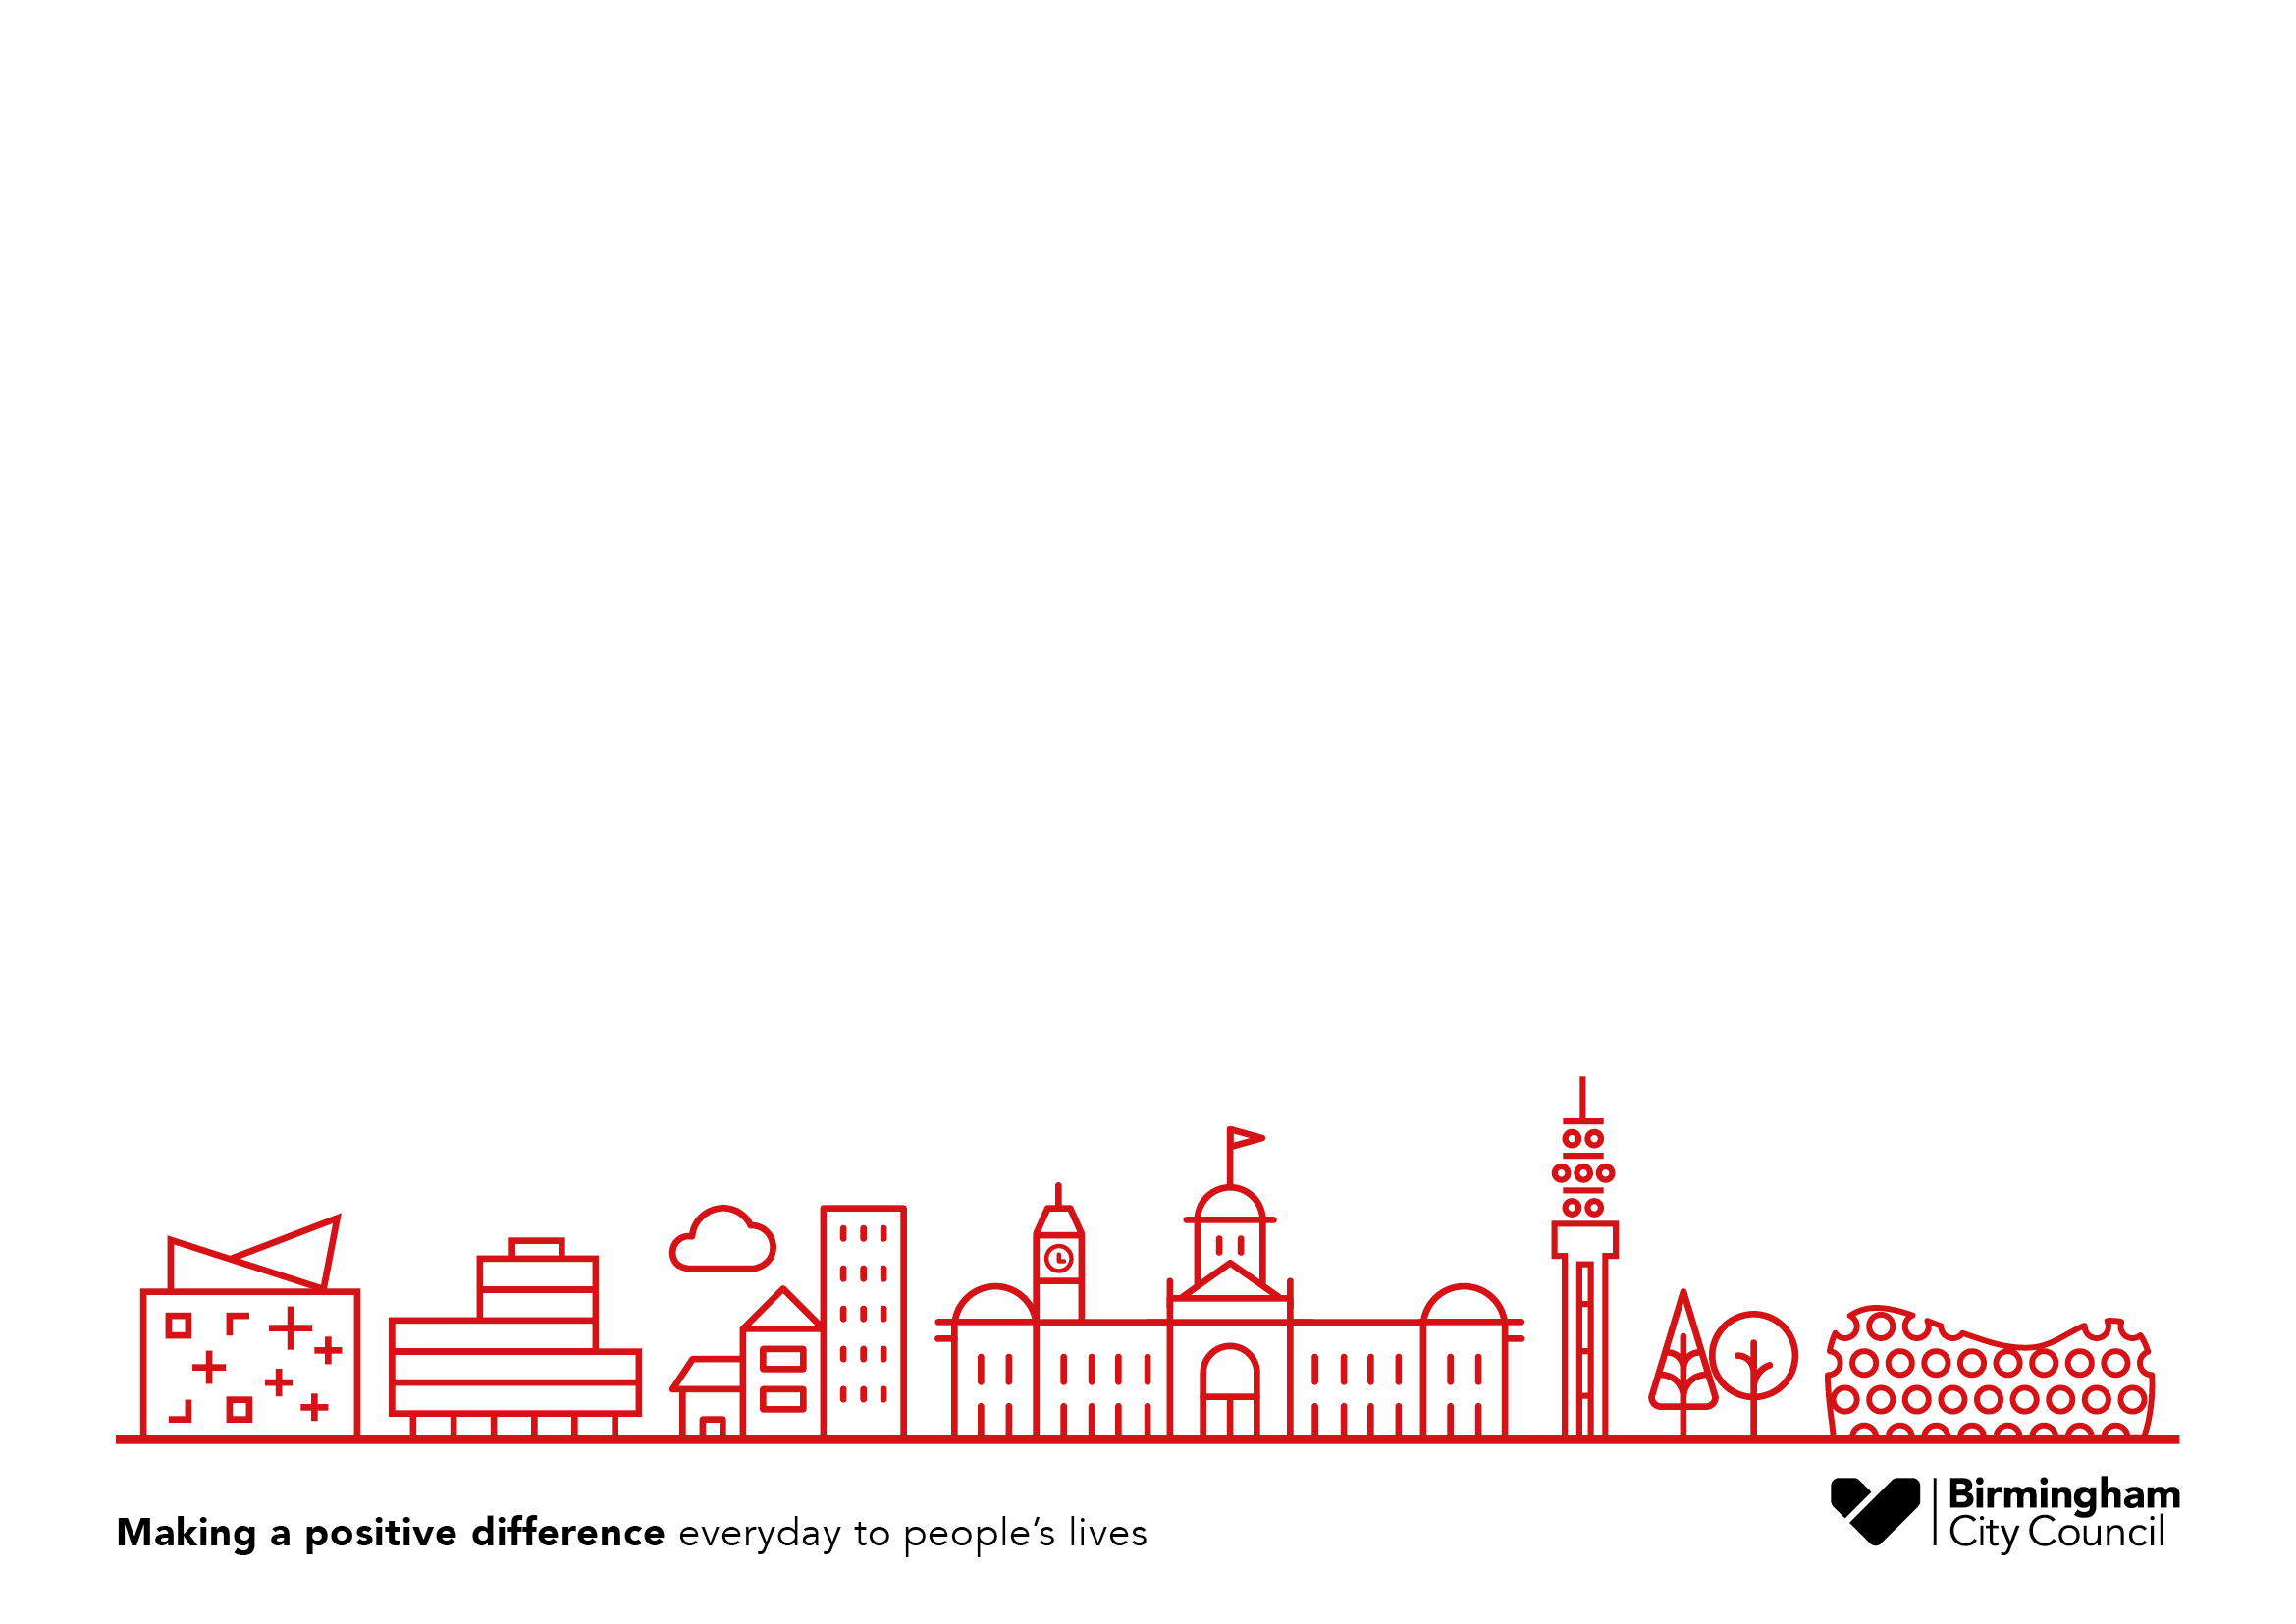 Making a positive difference everyday to people's lives
Birmingham
City Council